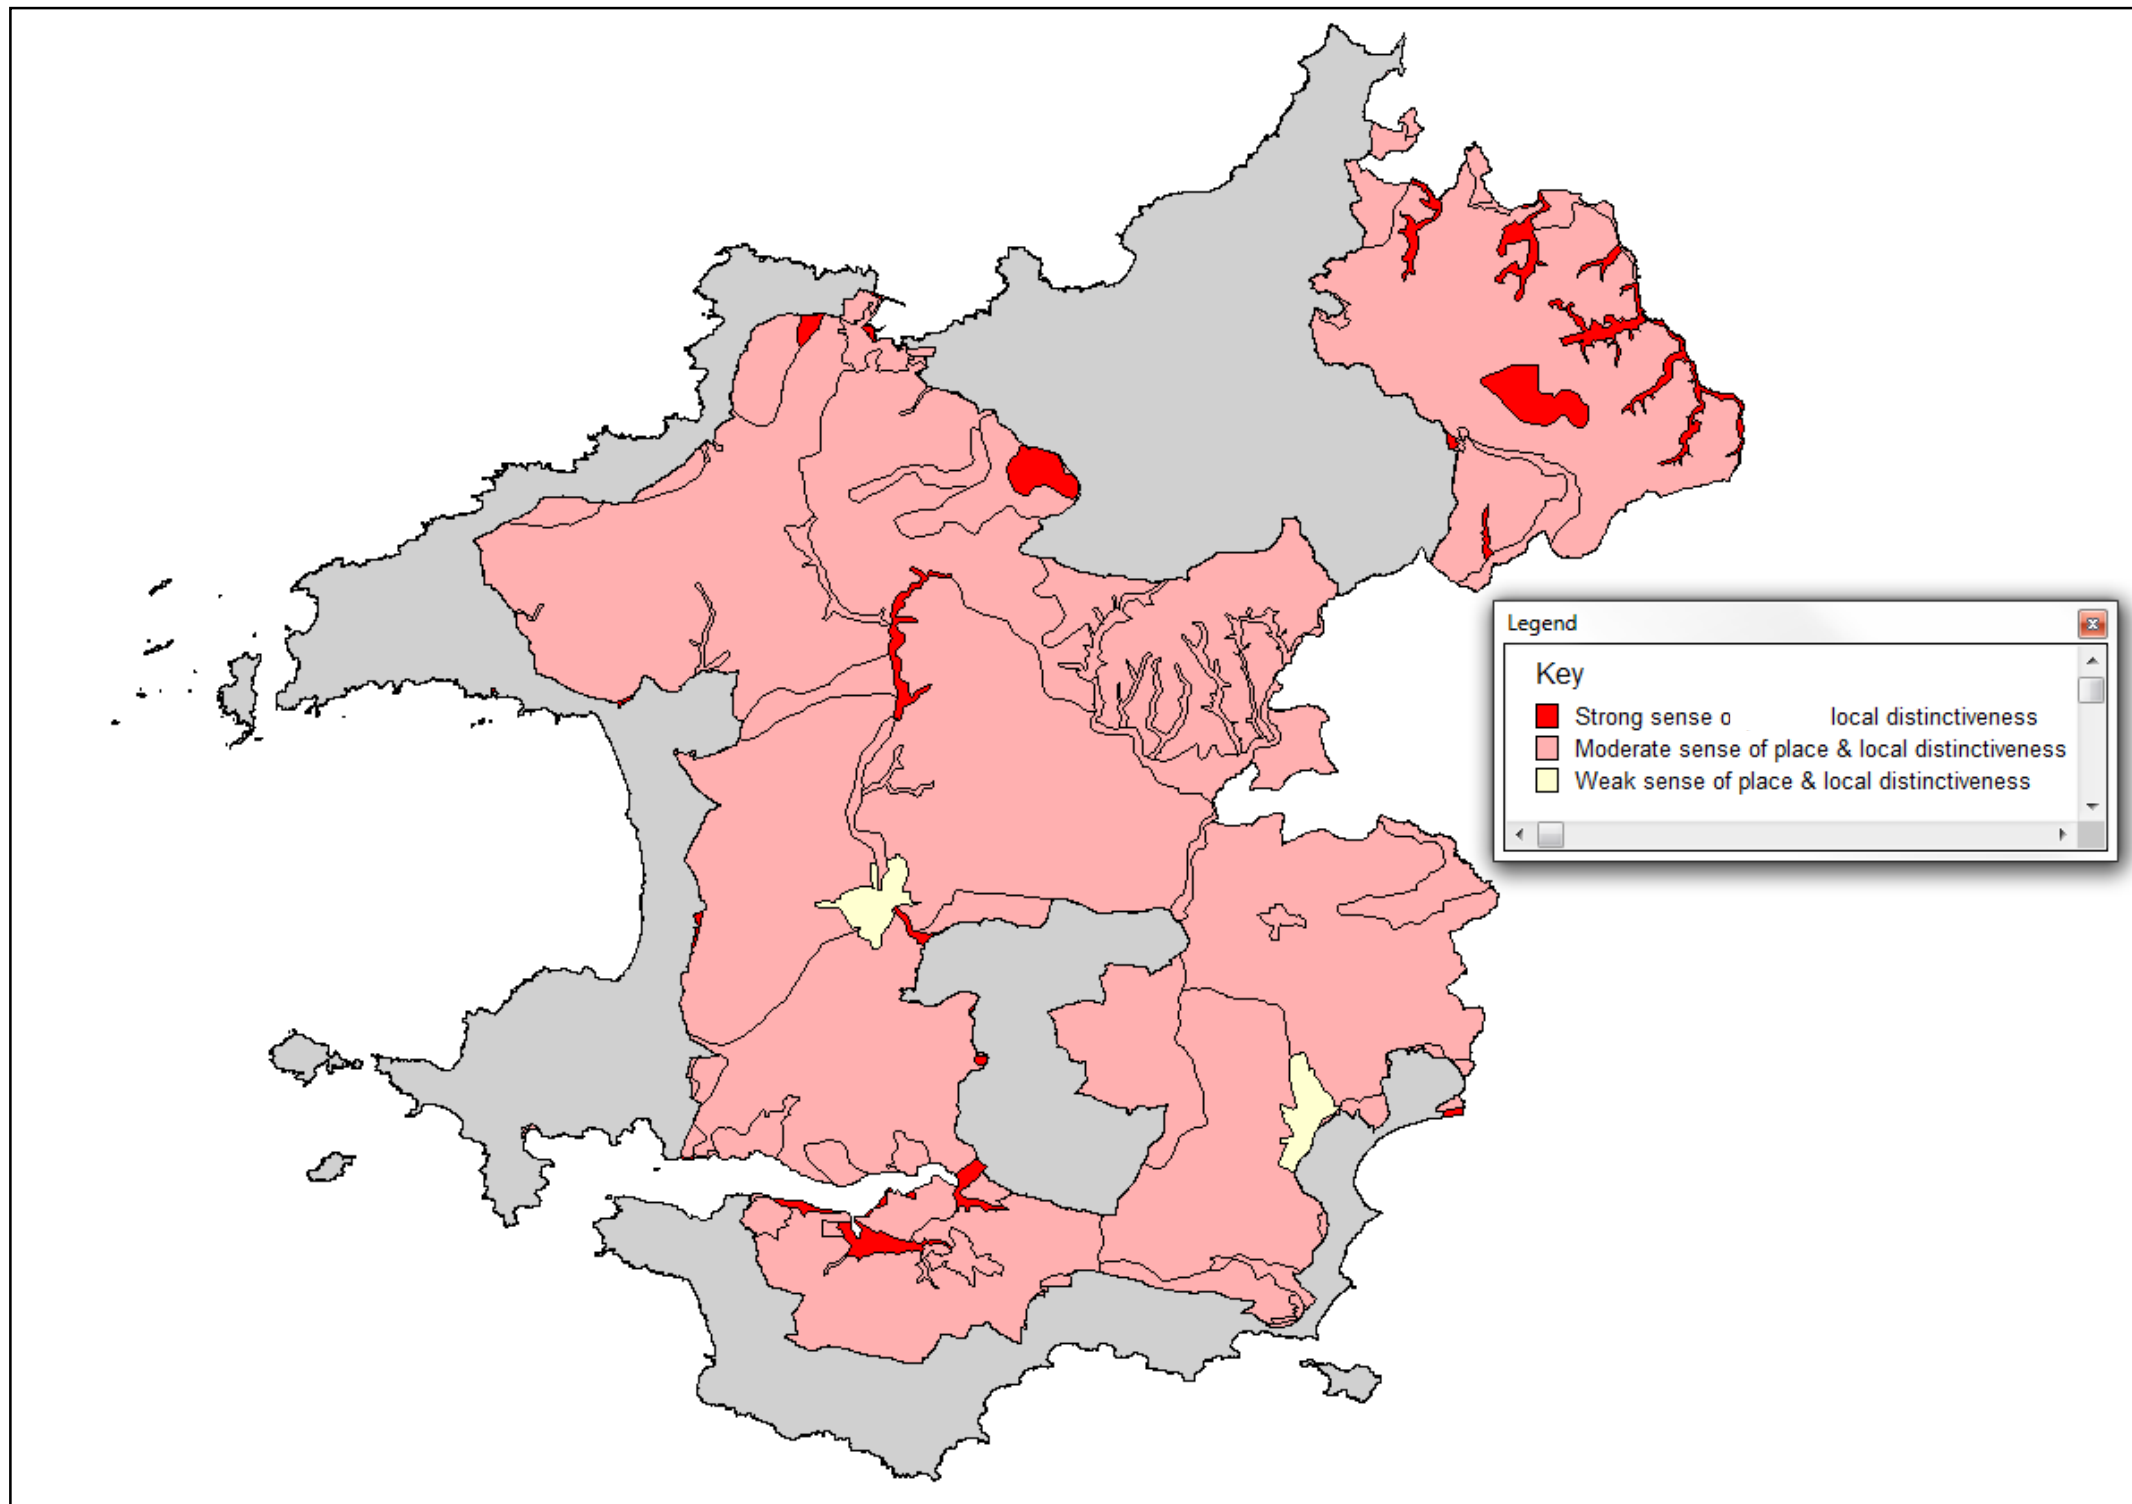 Legend
Key
Strong sense o local distinctiveness
Moderate sense of place & local distinctiveness
Weak sense of place & local distinctiveness